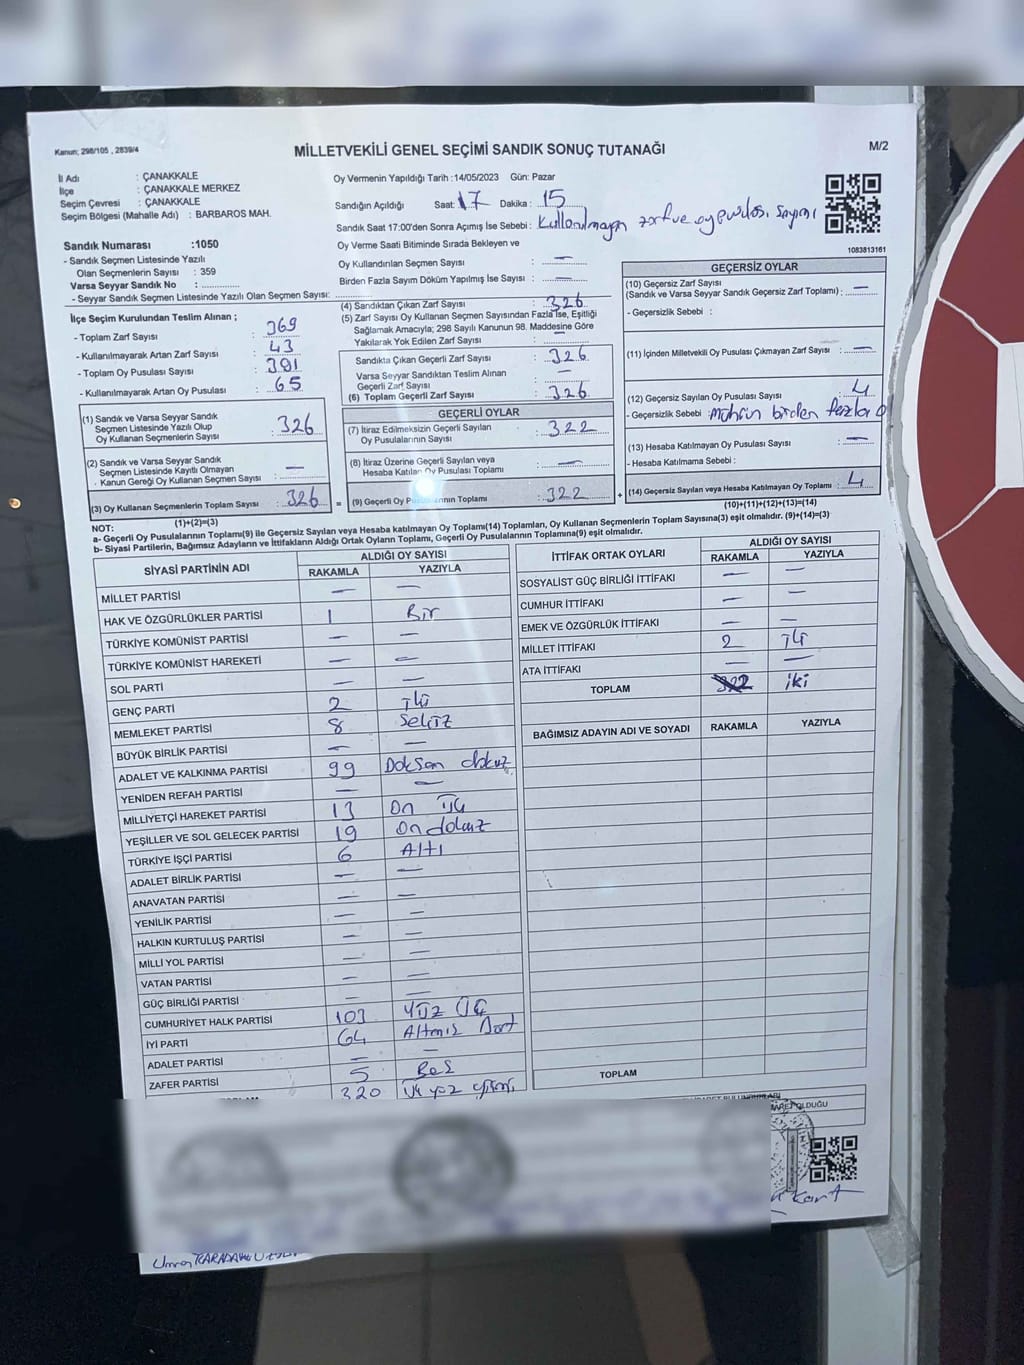 Kanun; 298/105 , 2839/4
MİLLETVEKİLİ GENEL SEÇİMİ SANDIK SONUÇ TUTANAĞI
M/2
İl Adı : ÇANAKKALE
İlçe : ÇANAKKALE MERKEZ
Seçim Çevresi : ÇANAKKALE
Seçim Bölgesi (Mahalle Adı) : BARBAROS MAH.
Oy Vermenin Yapıldığı Tarih :14/05/2023 Gün: Pazar
Sandığın Açıldığı Saat: 17 Dakika : 15
Sandık Saat 17:00'den Sonra Açımış İse Sebebi : Kullanılmayan zarf ve oy pusulası sayımı
1083813161
Sandık Numarası :1050
- Sandık Seçmen Listesinde Yazılı
Olan Seçmenlerin Sayısı : 359
Varsa Seyyar Sandık No :
- Seyyar Sandık Seçmen Listesinde Yazılı Olan Seçmen Sayısı:
Oy Verme Saati Bitiminde Sırada Bekleyen ve
Oy Kullandırılan Seçmen Sayısı : —
Birden Fazla Sayım Döküm Yapılmış İse Sayısı : —
İlçe Seçim Kurulundan Teslim Alınan ;
- Toplam Zarf Sayısı : 369
- Kullanılmayarak Artan Zarf Sayısı : 43
- Toplam Oy Pusulası Sayısı : 391
- Kullanılmayarak Artan Oy Pusulası : 65
(1) Sandık ve Varsa Seyyar Sandık
Seçmen Listesinde Yazılı Olup
Oy Kullanan Seçmenlerin Sayısı : 326
(2) Sandık ve Varsa Seyyar Sandık
Seçmen Listesinde Kayıtlı Olmayan
Kanun Gereği Oy Kullanan Seçmen Sayısı : —
(3) Oy Kullanan Seçmenlerin Toplam Sayısı : 326
(1)+(2)=(3)
(4) Sandıktan Çıkan Zarf Sayısı : 326
(5) Zarf Sayısı Oy Kullanan Seçmen Sayısından Fazla İse, Eşitliği
Sağlamak Amacıyla; 298 Sayılı Kanunun 98. Maddesine Göre
Yakılarak Yok Edilen Zarf Sayısı : —
Sandıkta Çıkan Geçerli Zarf Sayısı : 326
Varsa Seyyar Sandıktan Teslim Alınan
Geçerli Zarf Sayısı : —
(6) Toplam Geçerli Zarf Sayısı : 326
GEÇERLİ OYLAR
(7) İtiraz Edilmeksizin Geçerli Sayılan
Oy Pusulalarının Sayısı : 322
(8) İtiraz Üzerine Geçerli Sayılan veya
Hesaba Katılan Oy Pusulası Toplamı : —
= (9) Geçerli Oy Pusulalarının Toplamı : 322 +
GEÇERSİZ OYLAR
(10) Geçersiz Zarf Sayısı
(Sandık ve Varsa Seyyar Sandık Geçersiz Zarf Toplamı) : —
- Geçersizlik Sebebi :
(11) İçinden Milletvekili Oy Pusulası Çıkmayan Zarf Sayısı : —
(12) Geçersiz Sayılan Oy Pusulası Sayısı : 4
- Geçersizlik Sebebi : Mührün birden fazla
(13) Hesaba Katılmayan Oy Pusulası Sayısı : —
- Hesaba Katılmama Sebebi :
(14) Geçersiz Sayılan veya Hesaba Katılmayan Oy Toplamı : 4
(10)+(11)+(12)+(13)=(14)
NOT:
a- Geçerli Oy Pusulalarının Toplamı(9) ile Geçersiz Sayılan veya Hesaba katılmayan Oy Toplamı(14) Toplamları, Oy Kullanan Seçmenlerin Toplam Sayısına(3) eşit olmalıdır. (9)+(14)=(3)
b- Siyasi Partilerin, Bağımsız Adayların ve İttifakların Aldığı Ortak Oyların Toplamı, Geçerli Oy Pusulalarının Toplamına(9) eşit olmalıdır.
SİYASİ PARTİNİN ADI ALDIĞI OY SAYISI
RAKAMLA YAZIYLA
MİLLET PARTİSİ — —
HAK VE ÖZGÜRLÜKLER PARTİSİ 1 Bir
TÜRKİYE KOMÜNİST PARTİSİ — —
TÜRKİYE KOMÜNİST HAREKETİ — —
SOL PARTİ — —
GENÇ PARTİ 2 İki
MEMLEKET PARTİSİ 8 Sekiz
BÜYÜK BİRLİK PARTİSİ — —
ADALET VE KALKINMA PARTİSİ 99 Doksan dokuz
YENİDEN REFAH PARTİSİ — —
MİLLİYETÇİ HAREKET PARTİSİ 13 On üç
YEŞİLLER VE SOL GELECEK PARTİSİ 19 On dokuz
TÜRKİYE İŞÇİ PARTİSİ 6 Altı
ADALET BİRLİK PARTİSİ — —
ANAVATAN PARTİSİ — —
YENİLİK PARTİSİ — —
HALKIN KURTULUŞ PARTİSİ — —
MİLLİ YOL PARTİSİ — —
VATAN PARTİSİ — —
GÜÇ BİRLİĞİ PARTİSİ — —
CUMHURİYET HALK PARTİSİ 103 Yüz Üç
İYİ PARTİ 64 Altmış Dört
ADALET PARTİSİ — —
ZAFER PARTİSİ 5 Beş
TOPLAM 320 Üç yüz yirmi
İTTİFAK ORTAK OYLARI ALDIĞI OY SAYISI
RAKAMLA YAZIYLA
SOSYALİST GÜÇ BİRLİĞİ İTTİFAKI — —
CUMHUR İTTİFAKI — —
EMEK VE ÖZGÜRLÜK İTTİFAKI — —
MİLLET İTTİFAKI 2 İki
ATA İTTİFAKI — —
TOPLAM 322 iki
BAĞIMSIZ ADAYIN ADI VE SOYADI RAKAMLA YAZIYLA
TOPLAM
OLDUĞU